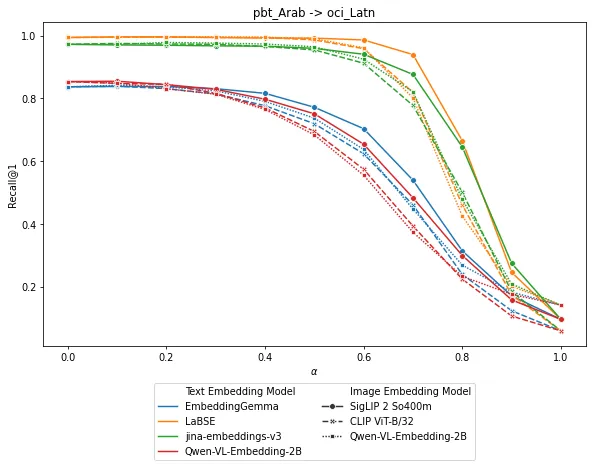 pbt_Arab -> oci_Latn
Recall@1
1.0
0.8
0.6
0.4
0.2
0.0 0.2 0.4 0.6 0.8 1.0
α
Text Embedding Model Image Embedding Model
EmbeddingGemma SigLIP 2 So400m
LaBSE CLIP ViT-B/32
jina-embeddings-v3 Qwen-VL-Embedding-2B
Qwen-VL-Embedding-2B